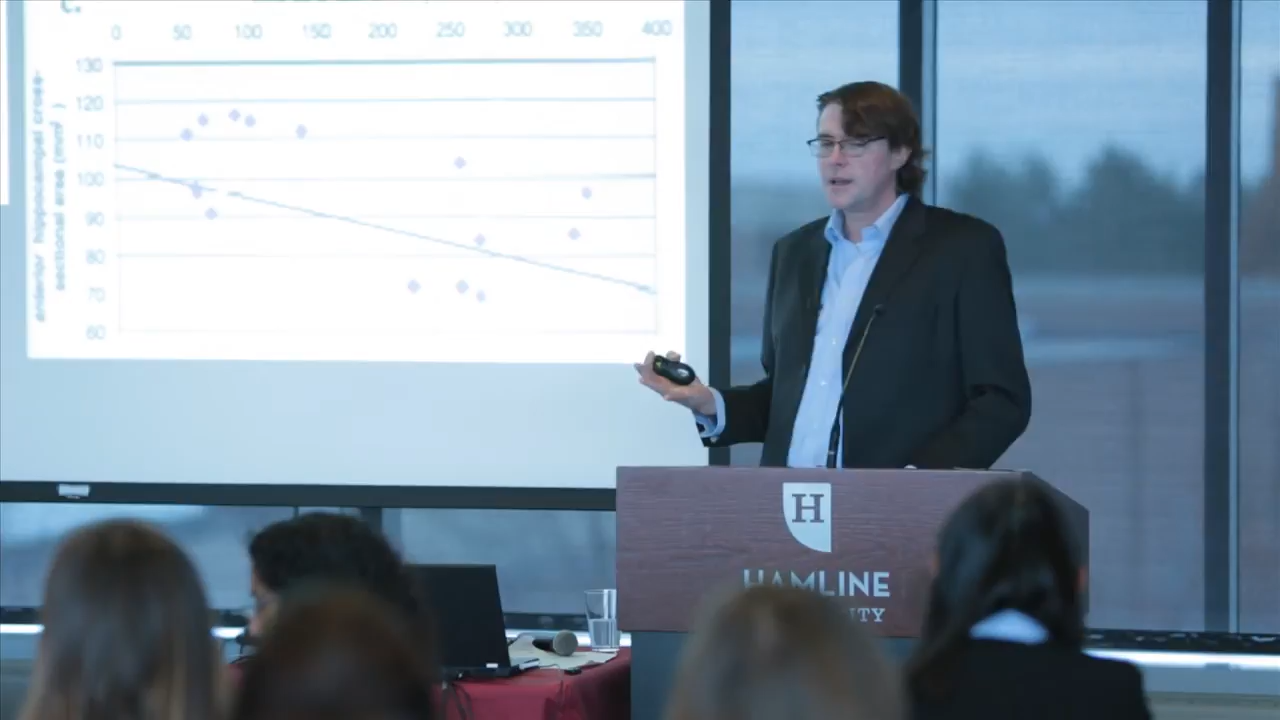 c.
0 50 100 150 200 250 300 350 400
130
120
110
100
90
80
70
60
anterior hippocampal cross-
sectional area (mm²)
H
HAMLINE